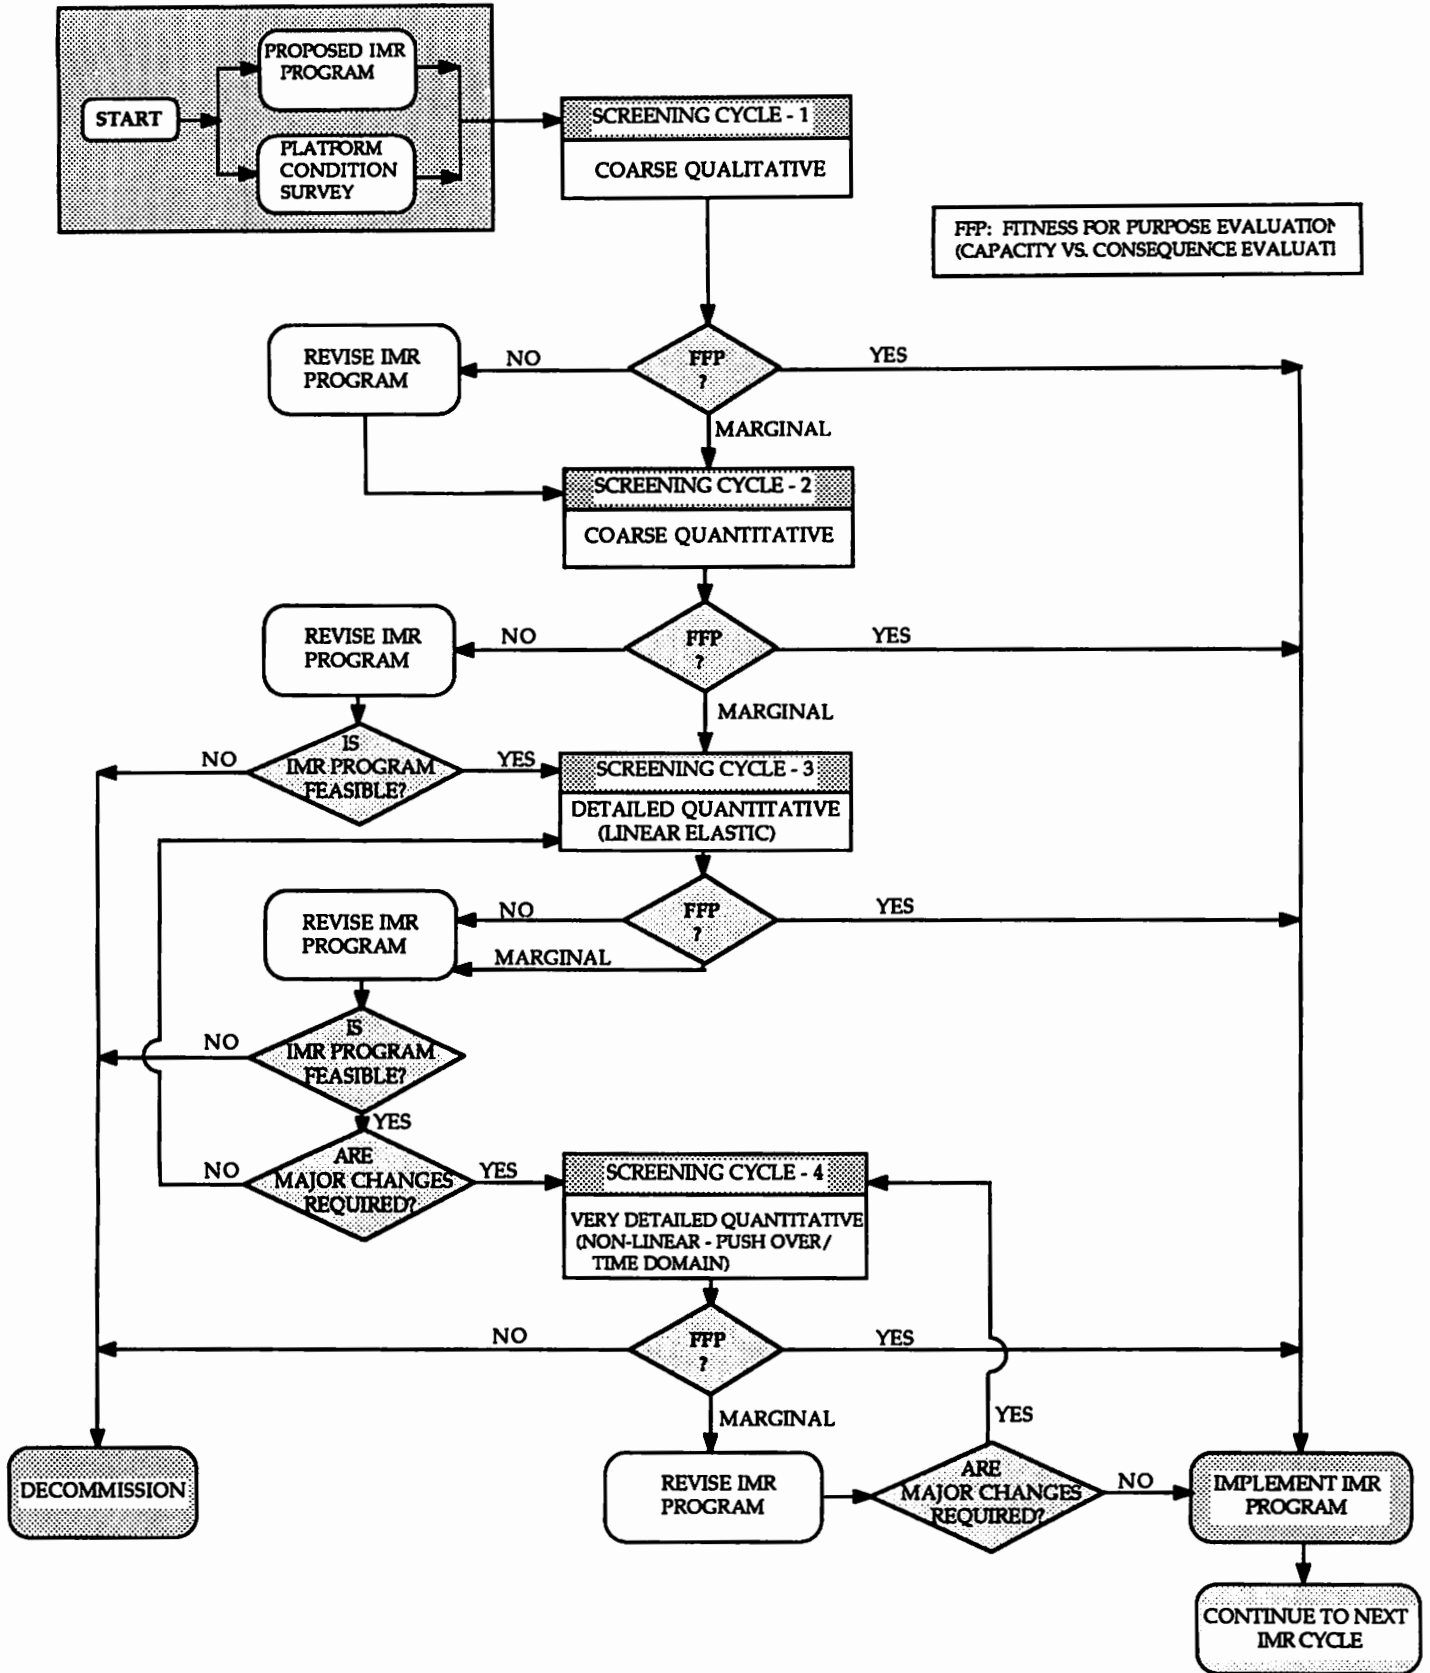 PROPOSED IMR
PROGRAM
START
PLATFORM
CONDITION
SURVEY
SCREENING CYCLE - 1
COARSE QUALITATIVE
FFP: FITNESS FOR PURPOSE EVALUATION
(CAPACITY VS. CONSEQUENCE EVALUATI
REVISE IMR
PROGRAM
NO
FFP
?
YES
MARGINAL
SCREENING CYCLE - 2
COARSE QUANTITATIVE
REVISE IMR
PROGRAM
NO
FFP
?
YES
MARGINAL
NO
IS
IMR PROGRAM
FEASIBLE?
YES
SCREENING CYCLE - 3
DETAILED QUANTITATIVE
(LINEAR ELASTIC)
REVISE IMR
PROGRAM
NO
FFP
?
YES
MARGINAL
NO
IS
IMR PROGRAM
FEASIBLE?
YES
NO
ARE
MAJOR CHANGES
REQUIRED?
YES
SCREENING CYCLE - 4
VERY DETAILED QUANTITATIVE
(NON-LINEAR - PUSH OVER/
TIME DOMAIN)
NO
FFP
?
YES
MARGINAL
YES
DECOMMISSION
REVISE IMR
PROGRAM
ARE
MAJOR CHANGES
REQUIRED?
NO
IMPLEMENT IMR
PROGRAM
CONTINUE TO NEXT
IMR CYCLE